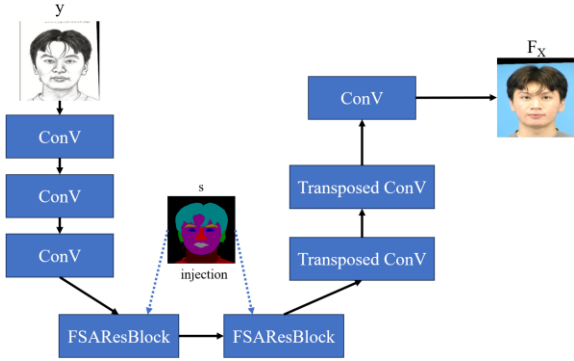 y
ConV
ConV
ConV
FSAResBlock
s
injection
FSAResBlock
Transposed ConV
Transposed ConV
ConV
F_X